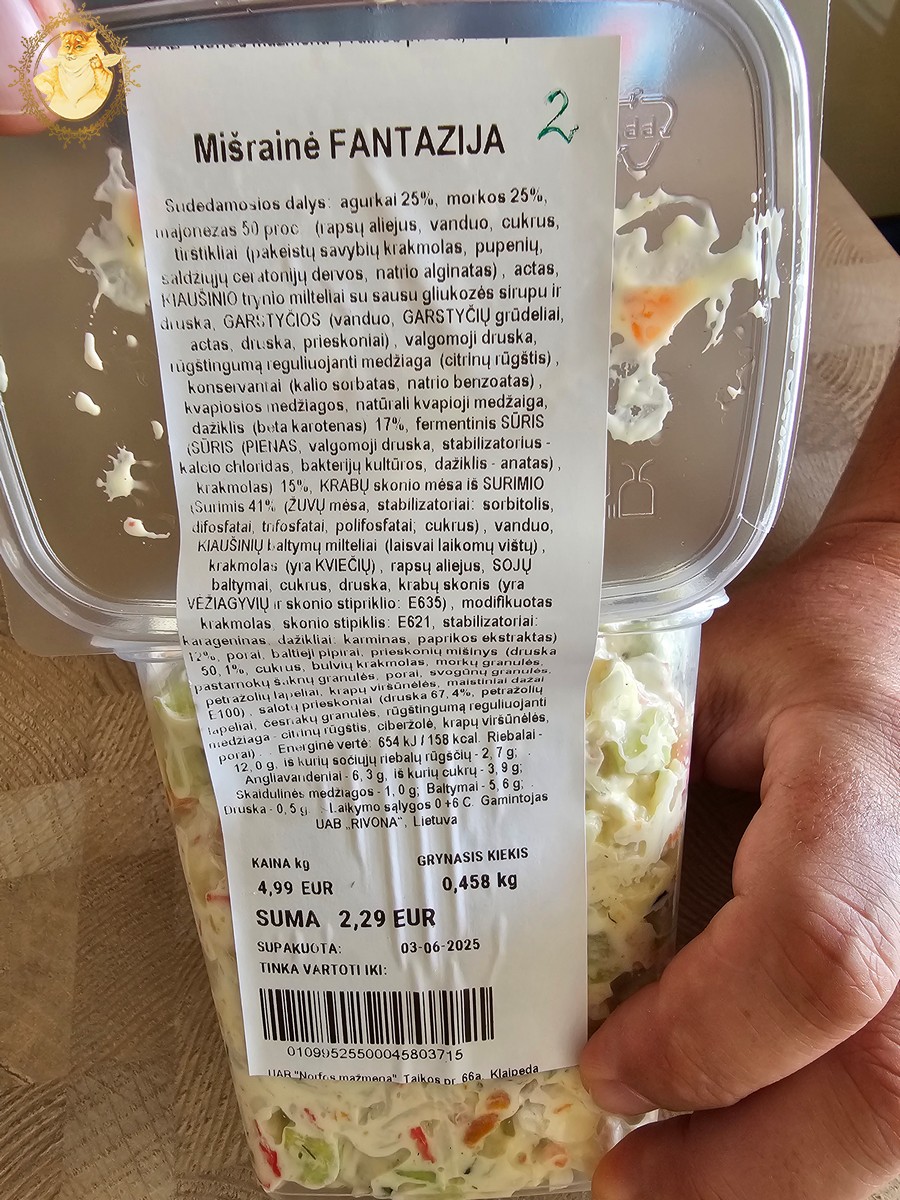 2
Mišrainė FANTAZIJA
Sudedamosios dalys: agurkai 25%, morkos 25%,
majonezas 50 proc (rapsų aliejus, vanduo, cukrus,
tirštikliai (pakeistų savybių krakmolas, pupenių,
saldžiųjų ceratonijų dervos, natrio alginatas) , actas,
KIAUŠINIO trynio milteliai su sausu gliukozės sirupu ir
druska, GARSTYČIOS (vanduo, GARSTYČIŲ grūdeliai,
actas, druska, prieskoniai) , valgomoji druska,
rūgštingumą reguliuojanti medžiaga (citrinų rūgštis) ,
konservantai (kalio sorbatas, natrio benzoatas) ,
kvapiosios medžiagos, natūrali kvapioji medžaiga,
dažiklis (beta karotenas) 17%, fermentinis SŪRIS
(SŪRIS (PIENAS, valgomoji druska, stabilizatorius -
kalcio chloridas, bakterijų kultūros, dažiklis - anatas) ,
krakmolas) 15%, KRABŲ skonio mėsa iš SURIMIO
(Surimis 41% (ŽUVŲ mėsa, stabilizatoriai: sorbitolis,
difosfatai, trifosfatai, polifosfatai; cukrus) , vanduo,
KIAUŠINIŲ baltymų milteliai (laisvai laikomų vištų) ,
krakmolas (yra KVIEČIŲ) , rapsų aliejus, SOJŲ
baltymai, cukrus, druska, krabų skonis (yra
VĖŽIAGYVIŲ ir skonio stipriklio: E635) , modifikuotas
krakmolas, skonio stipiklis: E621, stabilizatoriai:
karageninas, dažikliai: karminas, paprikos ekstraktas)
12%, porai, baltieji pipirai, prieskonių mišinys (druska
50, 1%, cukrus, bulvių krakmolas, morkų granulės,
pastarnokų šaknų granulės, porai, svogūnų granulės,
petražolių lapeliai, krapų viršūnėlės, maistiniai dažai
E100) , salotų prieskoniai (druska 67, 4%, petražolių
lapeliai, česnakų granulės, rūgštingumą reguliuojanti
medžiaga - citrinų rūgštis, ciberžolė, krapų viršūnėlės,
porai) . Energinė vertė: 654 kJ / 158 kcal. Riebalai -
12, 0 g, iš kurių sočiųjų riebalų rūgščių - 2, 7 g;
Angliavandeniai - 6, 3 g, iš kurių cukrų - 3, 9 g;
Skaidulinės medžiagos - 1, 0 g; Baltymai - 5, 6 g;
Druska - 0, 5 g. Laikymo sąlygos 0 +6 C. Gamintojas
UAB „RIVONA“, Lietuva
KAINA kg GRYNASIS KIEKIS
4,99 EUR 0,458 kg
SUMA 2,29 EUR
SUPAKUOTA: 03-06-2025
TINKA VARTOTI IKI:
01099525500045803715
UAB "Norfos mažmena", Taikos pr. 66a, Klaipėda